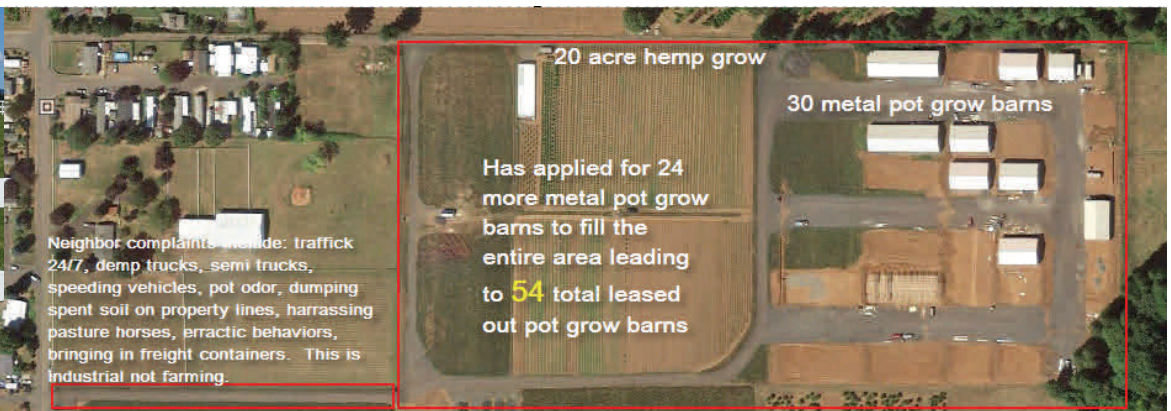 20 acre hemp grow
30 metal pot grow barns
Has applied for 24
more metal pot grow
barns to fill the
entire area leading
to 54 total leased
out pot grow barns
Neighbor complaints include: traffick
24/7, demp trucks, semi trucks,
speeding vehicles, pot odor, dumping
spent soil on property lines, harrassing
pasture horses, erractic behaviors,
bringing in freight containers. This is
Industrial not farming.